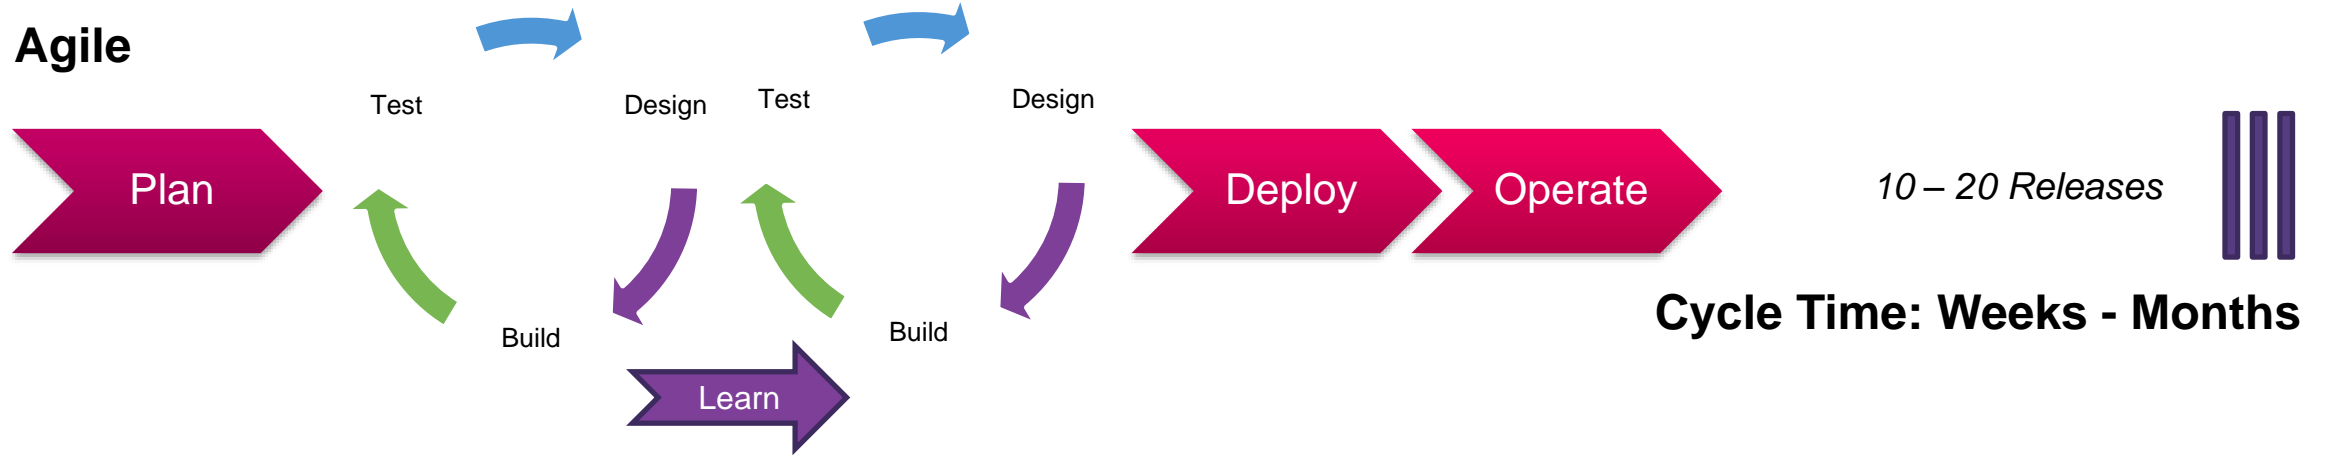 Agile
Plan
Test
Design
Build
Test
Design
Build
Learn
Deploy
Operate
10 – 20 Releases
Cycle Time: Weeks - Months